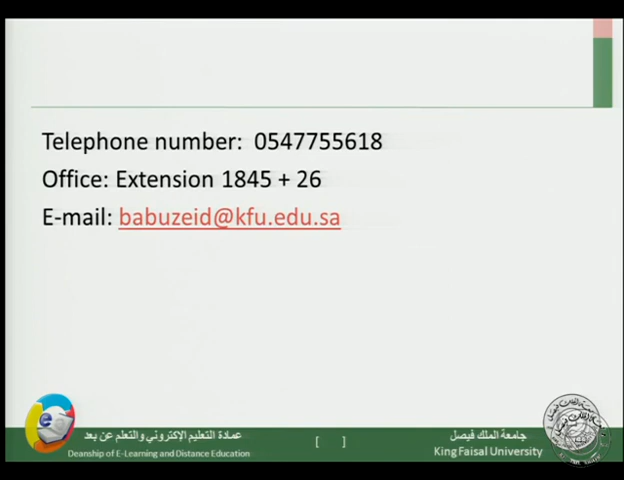 Telephone number: 0547755618
Office: Extension 1845 + 26
E-mail: babuzeid@kfu.edu.sa
عمادة التعليم الإلكتروني والتعلم عن بعد
Deanship of E-Learning and Distance Education
[ ]
جامعة الملك فيصل
King Faisal University